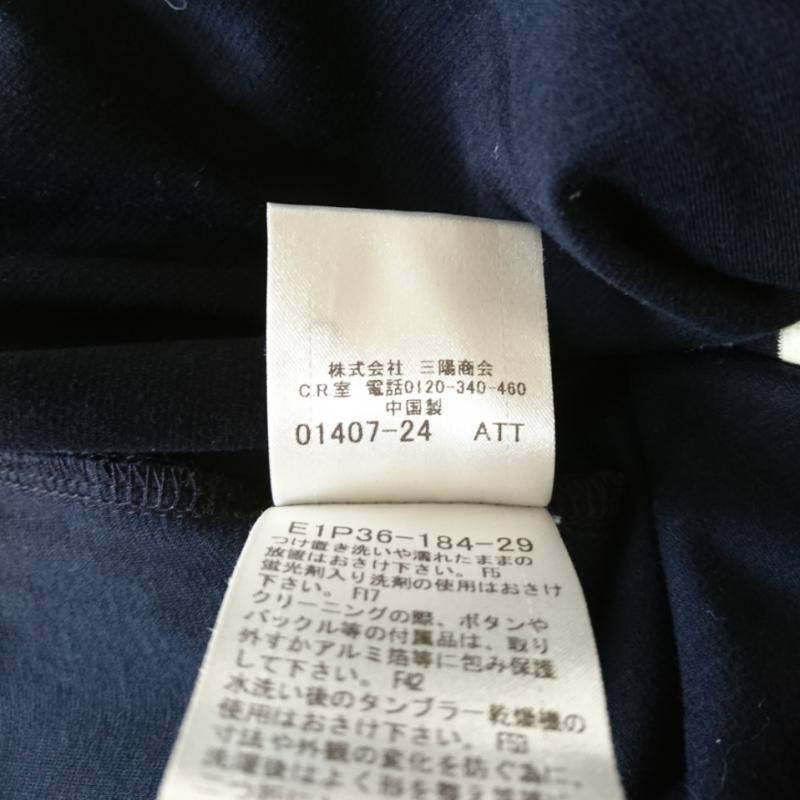 株式会社 三陽商会
C.R.室 電話0120-340-460
中国製
01407-24 ATT
E1P36-184-29
つけ置き洗いや濡れたままの
放置はおさけ下さい。 F5
蛍光剤入り洗剤の使用はおさけ
下さい。 F17
クリーニングの際、ボタンや
バックル等の付属品は、取り
外すかアルミ箔等に包み保護
して下さい。 F42
水洗い後のタンブラー乾燥機の
使用はおさけ下さい。
寸法や外観の変化を防ぐ為に、
洗濯後はよく形を整え